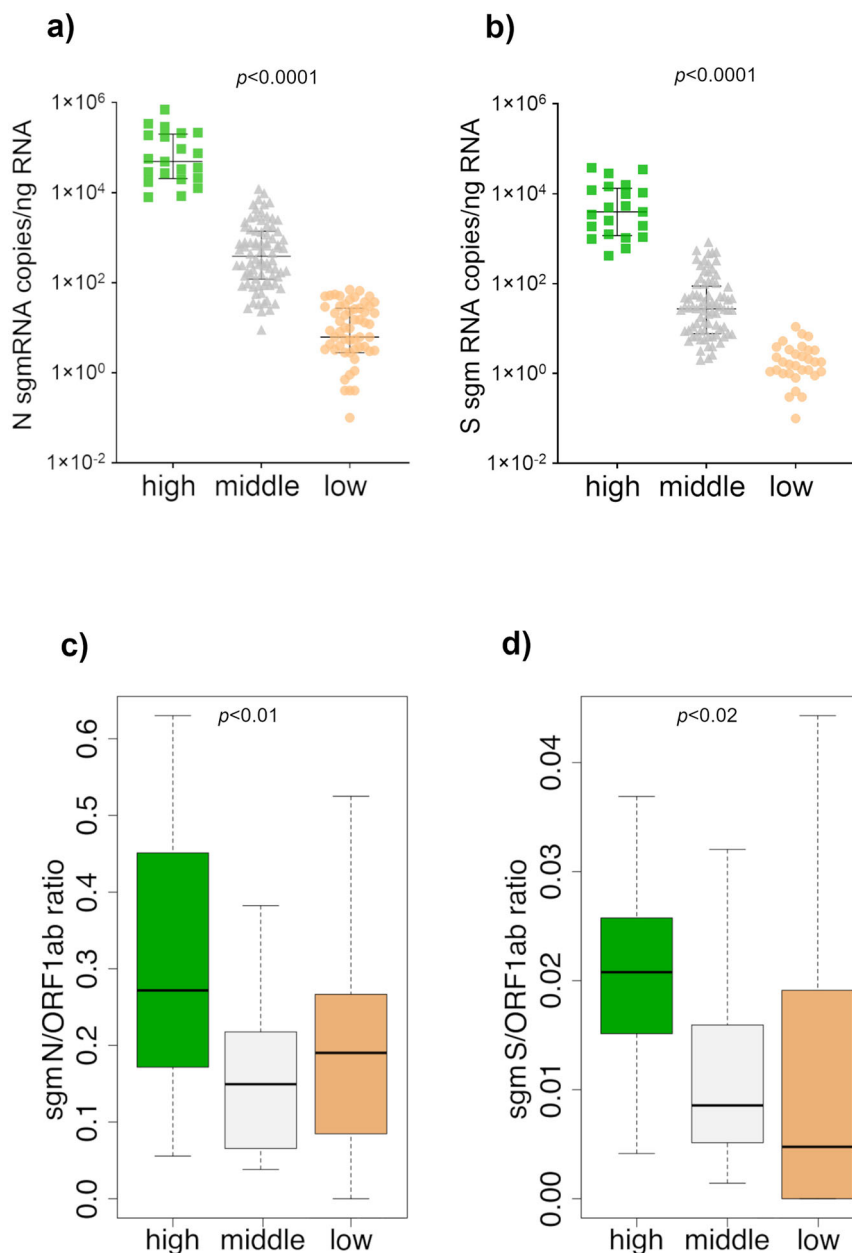 a)
p<0.0001
N sgmRNA copies/ng RNA
1×10⁶
1×10⁴
1×10²
1×10⁰
1×10⁻²
high middle low
b)
p<0.0001
S sgm RNA copies/ng RNA
1×10⁶
1×10⁴
1×10²
1×10⁰
1×10⁻²
high middle low
c)
p<0.01
sgm N/ORF1ab ratio
0.6
0.5
0.4
0.3
0.2
0.1
0.0
high middle low
d)
p<0.02
sgm S/ORF1ab ratio
0.04
0.03
0.02
0.01
0.00
high middle low